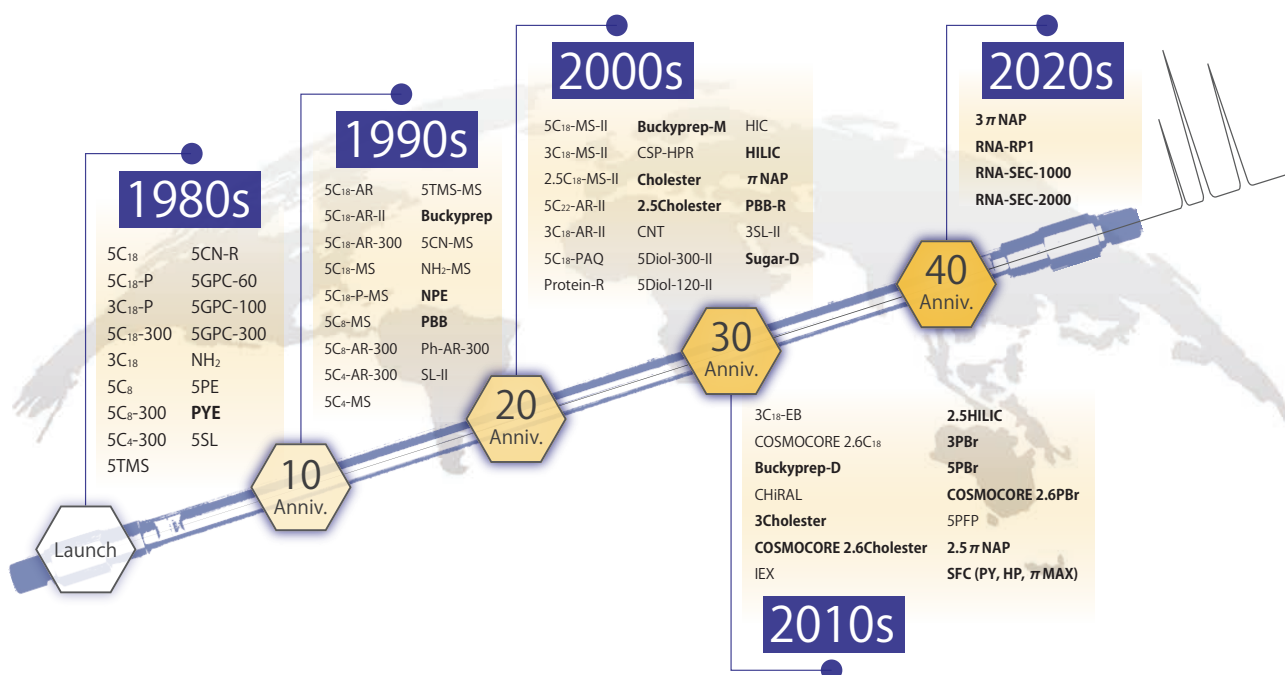 1980s
5C₁₈
5C₁₈-P
3C₁₈-P
5C₁₈-300
3C₁₈
5C₈
5C₈-300
5C₄-300
5TMS
5CN-R
5GPC-60
5GPC-100
5GPC-300
NH₂
5PE
PYE
5SL
Launch
1990s
5C₁₈-AR
5C₁₈-AR-II
5C₁₈-AR-300
5C₁₈-MS
5C₁₈-P-MS
5C₈-MS
5C₈-AR-300
5C₄-AR-300
5C₄-MS
5TMS-MS
Buckyprep
5CN-MS
NH₂-MS
NPE
PBB
Ph-AR-300
SL-II
10
Anniv.
2000s
5C₁₈-MS-II
3C₁₈-MS-II
2.5C₁₈-MS-II
5C₂₂-AR-II
3C₁₈-AR-II
5C₁₈-PAQ
Protein-R
Buckyprep-M
CSP-HPR
Cholester
2.5Cholester
CNT
5Diol-300-II
5Diol-120-II
HIC
HILIC
πNAP
PBB-R
3SL-II
Sugar-D
20
Anniv.
30
Anniv.
3C₁₈-EB
COSMOCORE 2.6C₁₈
Buckyprep-D
CHiRAL
3Cholester
COSMOCORE 2.6Cholester
IEX
2.5HILIC
3PBr
5PBr
COSMOCORE 2.6PBr
5PFP
2.5πNAP
SFC (PY, HP, πMAX)
2010s
2020s
3πNAP
RNA-RP1
RNA-SEC-1000
RNA-SEC-2000
40
Anniv.